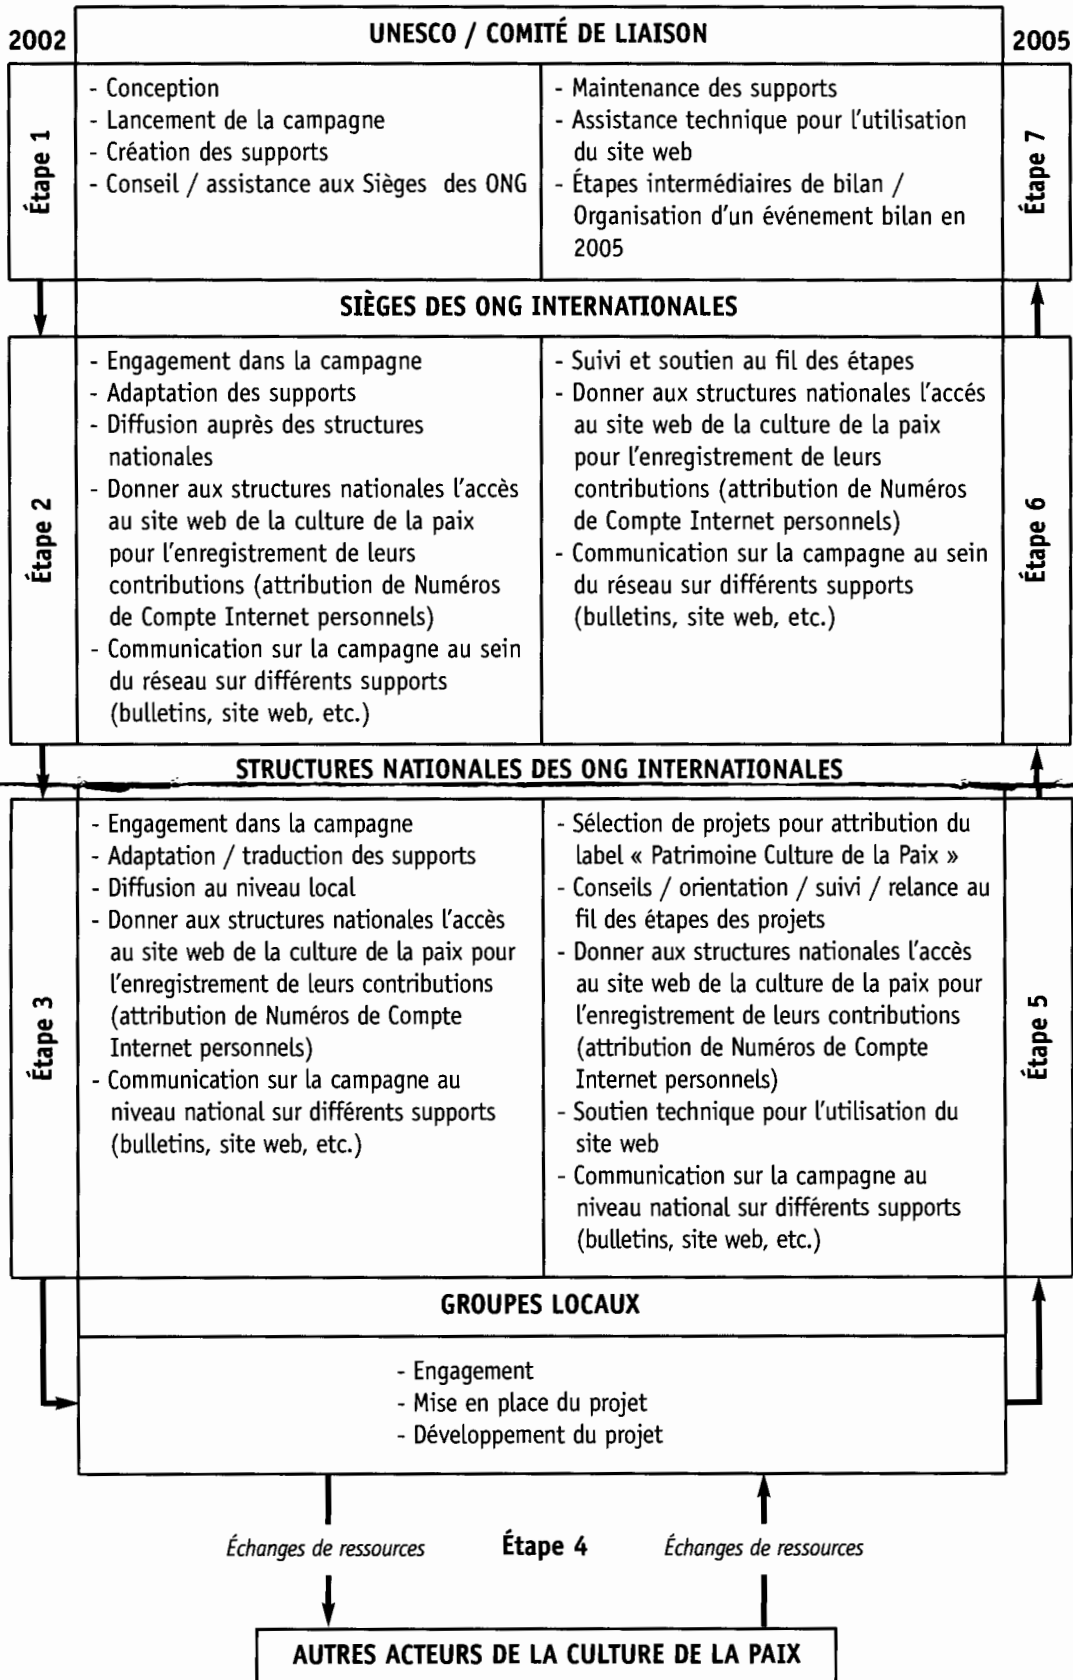 2002
UNESCO / COMITÉ DE LIAISON
2005
Étape 1
- Conception
- Lancement de la campagne
- Création des supports
- Conseil / assistance aux Sièges des ONG
- Maintenance des supports
- Assistance technique pour l'utilisation
du site web
- Étapes intermédiaires de bilan /
Organisation d'un événement bilan en
2005
Étape 7
SIÈGES DES ONG INTERNATIONALES
Étape 2
- Engagement dans la campagne
- Adaptation des supports
- Diffusion auprès des structures
nationales
- Donner aux structures nationales l'accès
au site web de la culture de la paix
pour l'enregistrement de leurs
contributions (attribution de Numéros
de Compte Internet personnels)
- Communication sur la campagne au sein
du réseau sur différents supports
(bulletins, site web, etc.)
- Suivi et soutien au fil des étapes
- Donner aux structures nationales l'accés
au site web de la culture de la paix
pour l'enregistrement de leurs
contributions (attribution de Numéros
de Compte Internet personnels)
- Communication sur la campagne au sein
du réseau sur différents supports
(bulletins, site web, etc.)
Étape 6
STRUCTURES NATIONALES DES ONG INTERNATIONALES
Étape 3
- Engagement dans la campagne
- Adaptation / traduction des supports
- Diffusion au niveau local
- Donner aux structures nationales l'accès
au site web de la culture de la paix pour
l'enregistrement de leurs contributions
(attribution de Numéros de Compte
Internet personnels)
- Communication sur la campagne au
niveau national sur différents supports
(bulletins, site web, etc.)
- Sélection de projets pour attribution du
label « Patrimoine Culture de la Paix »
- Conseils / orientation / suivi / relance au
fil des étapes des projets
- Donner aux structures nationales l'accès
au site web de la culture de la paix pour
l'enregistrement de leurs contributions
(attribution de Numéros de Compte
Internet personnels)
- Soutien technique pour l'utilisation du
site web
- Communication sur la campagne au
niveau national sur différents supports
(bulletins, site web, etc.)
Étape 5
GROUPES LOCAUX
- Engagement
- Mise en place du projet
- Développement du projet
Échanges de ressources
Étape 4
Échanges de ressources
AUTRES ACTEURS DE LA CULTURE DE LA PAIX